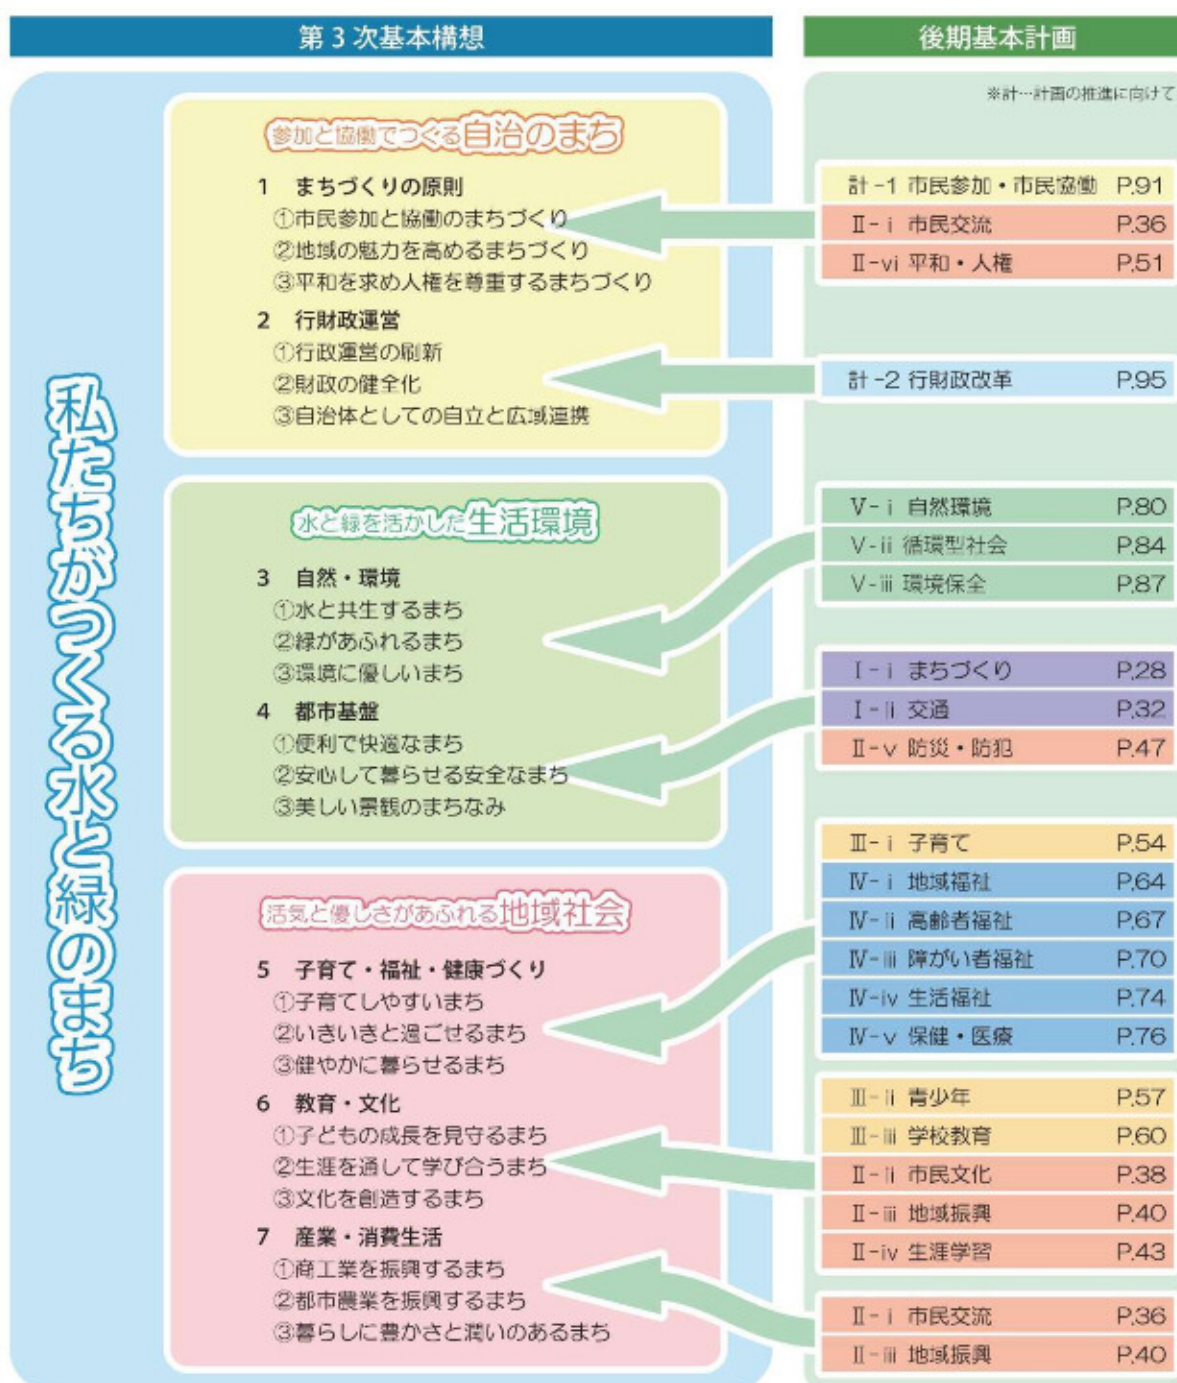 第3次基本構想
後期基本計画
私たちがつくる水と緑のまち
参加と協働でつくる自治のまち
1 まちづくりの原則
①市民参加と協働のまちづくり
②地域の魅力を高めるまちづくり
③平和を求め人権を尊重するまちづくり
2 行財政運営
①行政運営の刷新
②財政の健全化
③自治体としての自立と広域連携
水と緑を活かした生活環境
3 自然・環境
①水と共生するまち
②緑があふれるまち
③環境に優しいまち
4 都市基盤
①便利で快適なまち
②安心して暮らせる安全なまち
③美しい景観のまちなみ
活気と優しさがあふれる地域社会
5 子育て・福祉・健康づくり
①子育てしやすいまち
②いきいきと過ごせるまち
③健やかに暮らせるまち
6 教育・文化
①子どもの成長を見守るまち
②生涯を通して学び合うまち
③文化を創造するまち
7 産業・消費生活
①商工業を振興するまち
②都市農業を振興するまち
③暮らしに豊かさと潤いのあるまち
※計…計画の推進に向けて
計-1 市民参加・市民協働 P.91
Ⅱ-ⅰ 市民交流 P.36
Ⅱ-ⅵ 平和・人権 P.51
計-2 行財政改革 P.95
Ⅴ-ⅰ 自然環境 P.80
Ⅴ-ⅱ 循環型社会 P.84
Ⅴ-ⅲ 環境保全 P.87
Ⅰ-ⅰ まちづくり P.28
Ⅰ-ⅱ 交通 P.32
Ⅱ-ⅴ 防災・防犯 P.47
Ⅲ-ⅰ 子育て P.54
Ⅳ-ⅰ 地域福祉 P.64
Ⅳ-ⅱ 高齢者福祉 P.67
Ⅳ-ⅲ 障がい者福祉 P.70
Ⅳ-ⅳ 生活福祉 P.74
Ⅳ-ⅴ 保健・医療 P.76
Ⅲ-ⅱ 青少年 P.57
Ⅲ-ⅲ 学校教育 P.60
Ⅱ-ⅱ 市民文化 P.38
Ⅱ-ⅲ 地域振興 P.40
Ⅱ-ⅳ 生涯学習 P.43
Ⅱ-ⅰ 市民交流 P.36
Ⅱ-ⅲ 地域振興 P.40